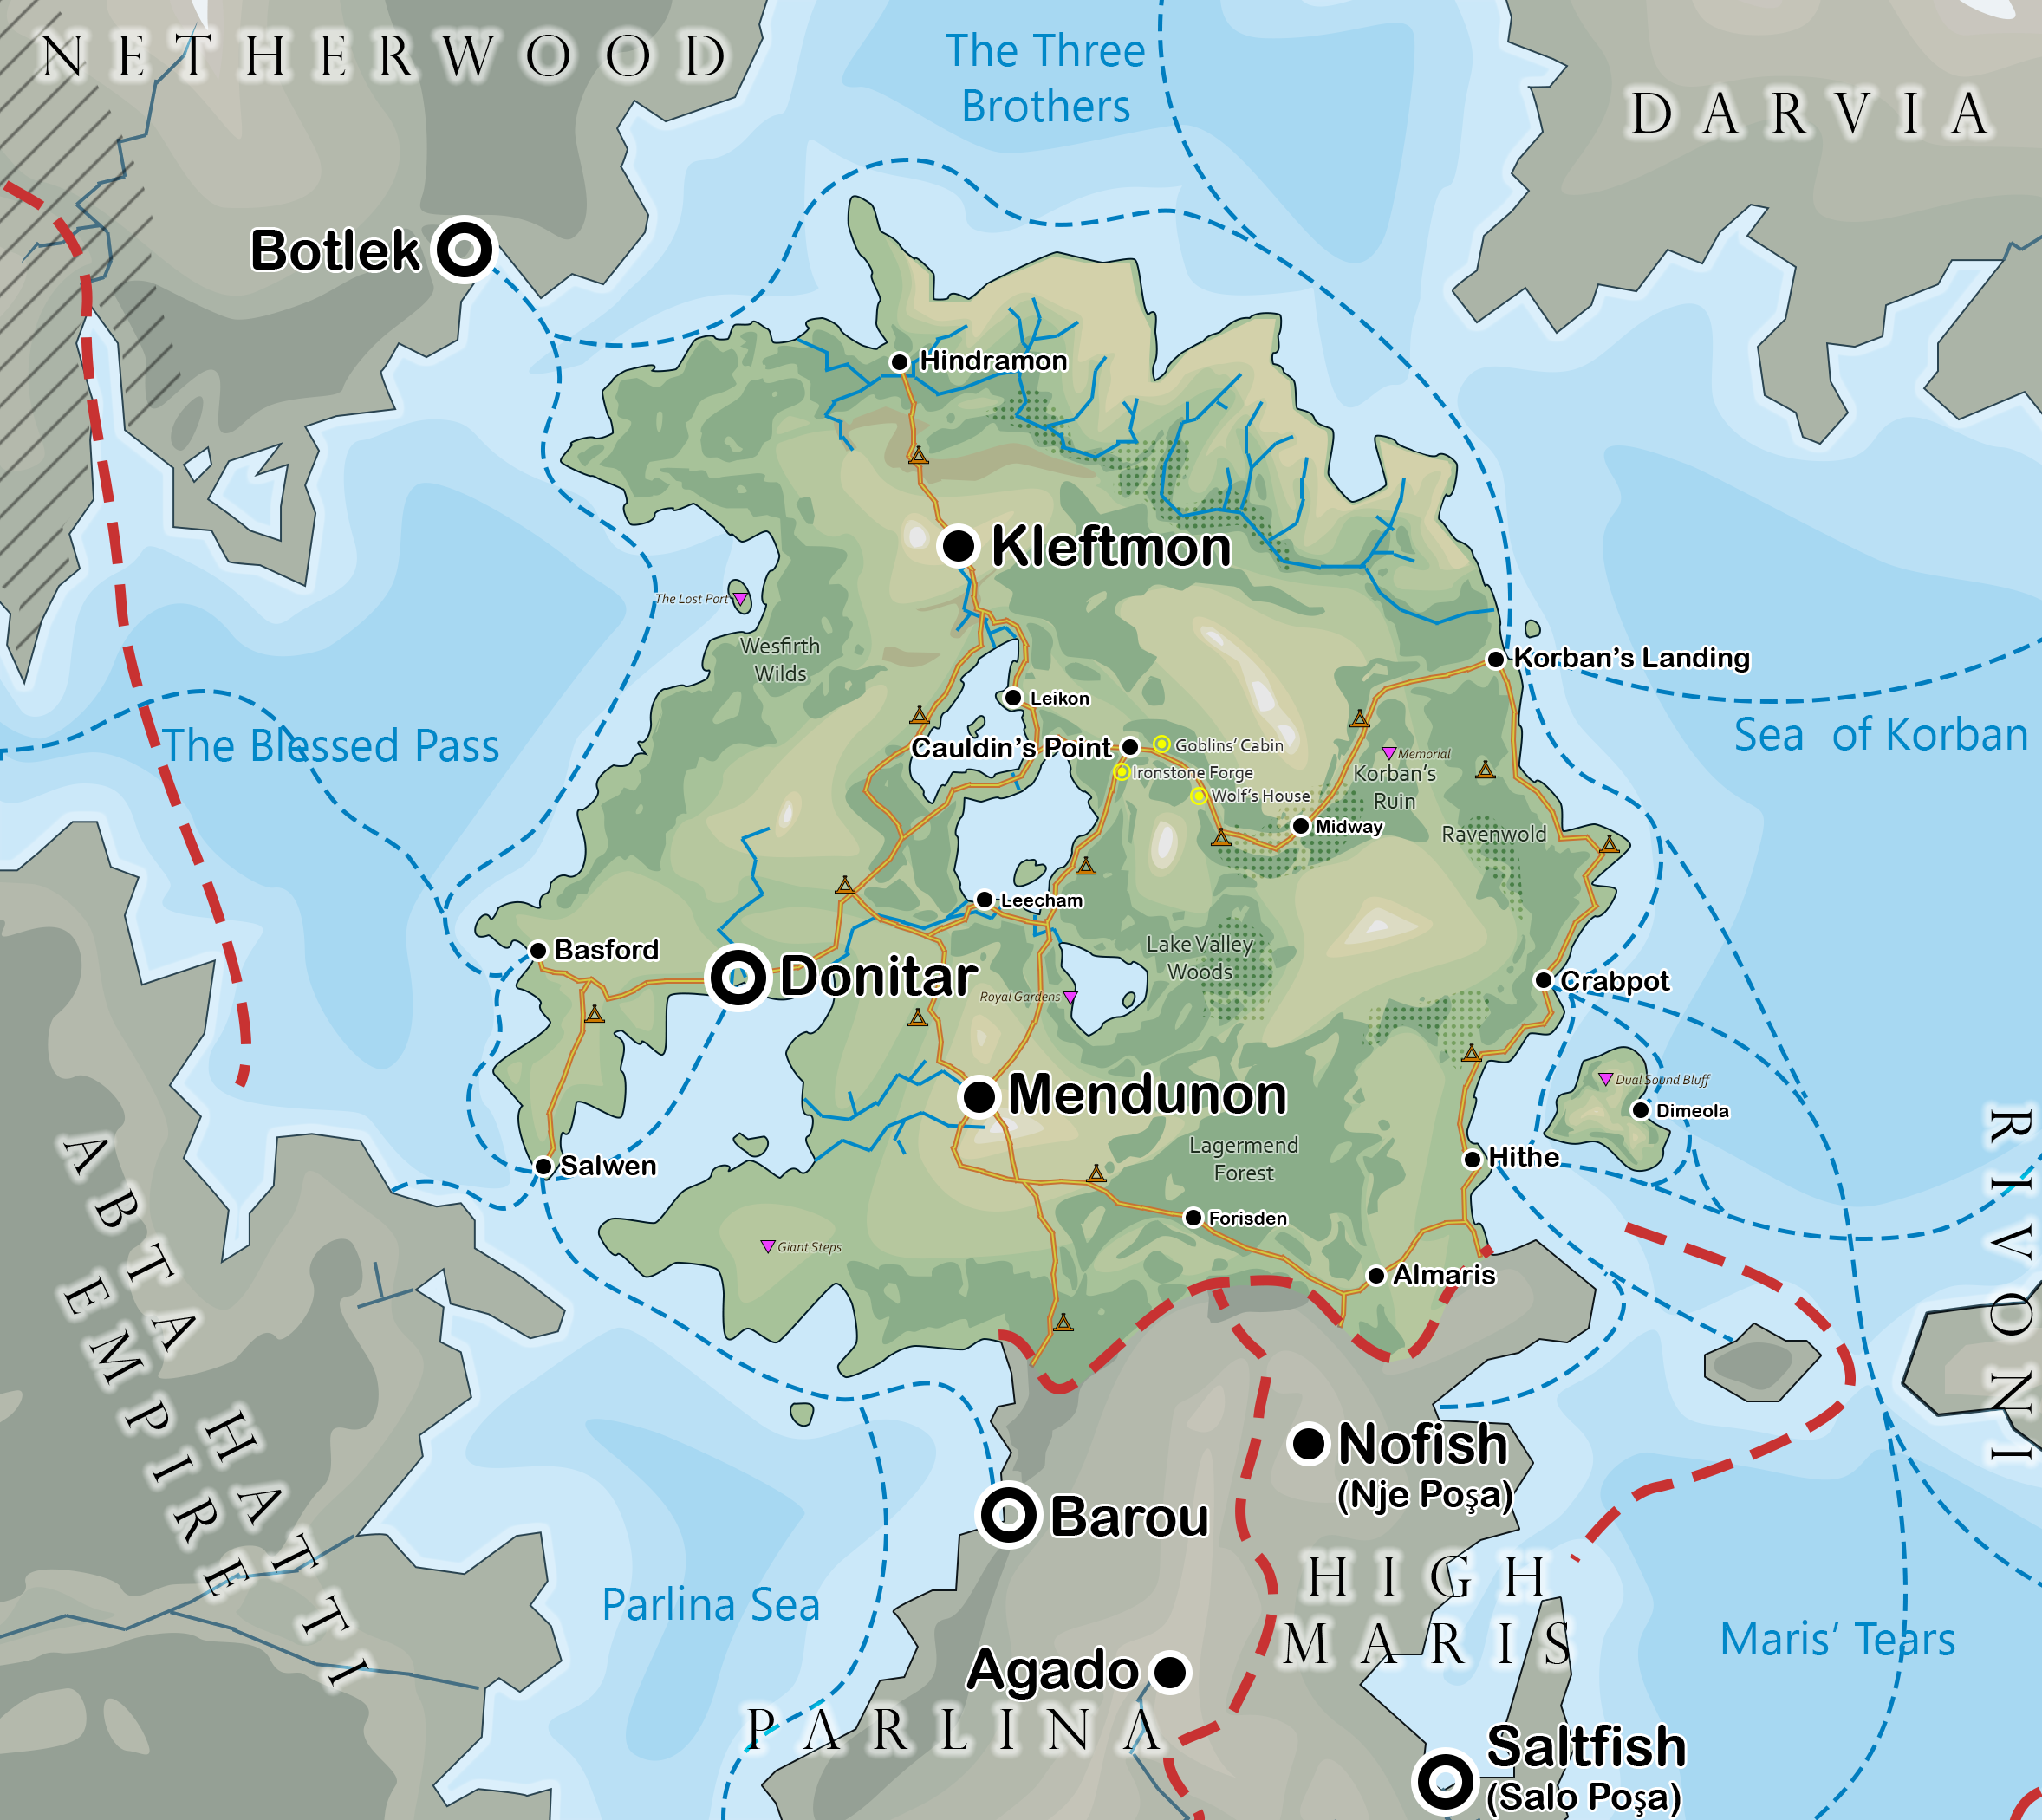 NETHERWOOD
The Three
Brothers
DARVIA
Botlek
Hindramon
Kleftmon
The Lost Port
Wesfirth
Wilds
Korban's Landing
Leikon
The Blessed Pass
Sea of Korban
Cauldin's Point
Goblins' Cabin
Memorial
Ironstone Forge
Korban's
Ruin
Wolf's House
Midway
Ravenwold
Leecham
Basford
Lake Valley
Woods
Donitar
Crabpot
Royal Gardens
Dual Sound Bluff
Mendunon
Dimeola
Lagermend
Forest
Hithe
Salwen
Forisden
Giant Steps
Almaris
RIVONI
ABTA HATTI
EMPIRE
Nofish
(Nje Poşa)
Barou
HIGH
MARIS
Parlina Sea
Maris' Tears
Agado
PARLINA
Saltfish
(Salo Poşa)